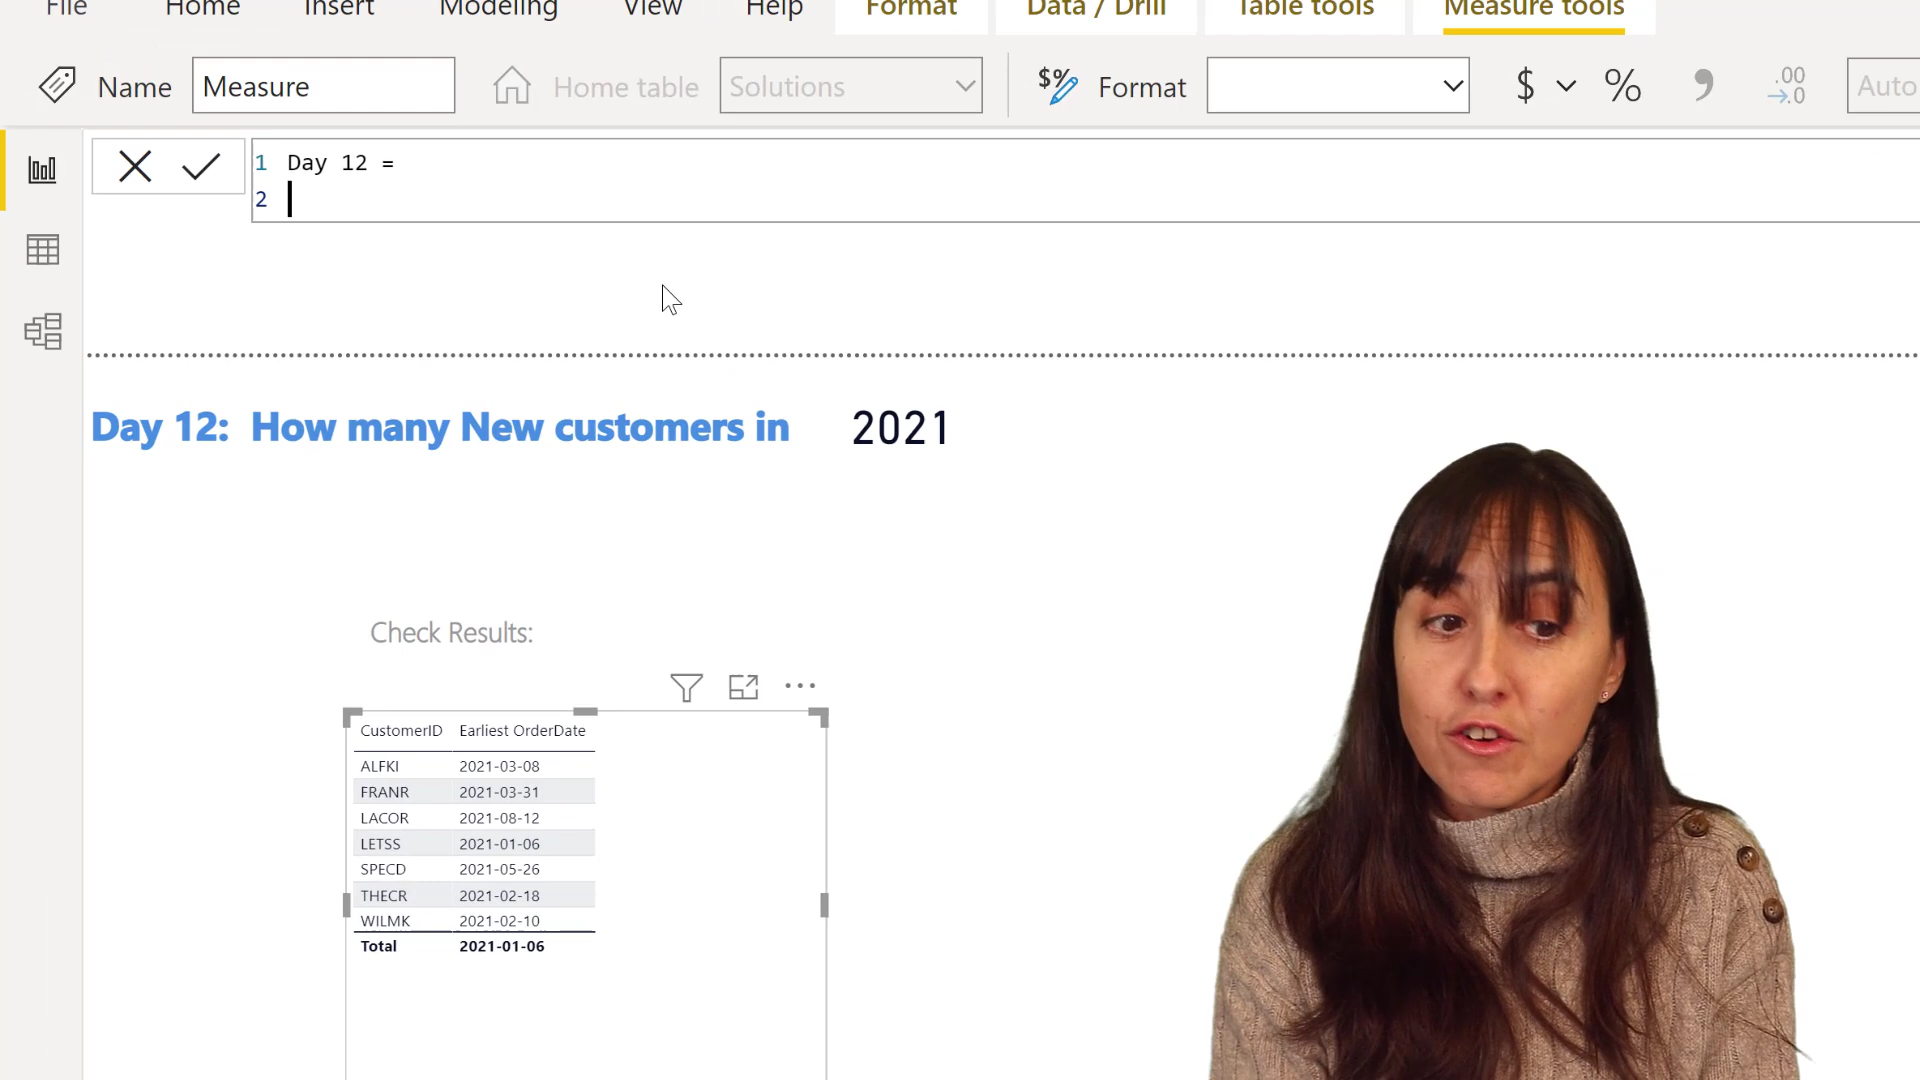 File Home Insert Modeling View Help Format Data / Drill Table tools Measure tools
Name Measure Home table Solutions Format $ % , .00 .0 Auto
1 Day 12 =
2
Day 12: How many New customers in 2021
Check Results:
CustomerID Earliest OrderDate
ALFKI 2021-03-08
FRANR 2021-03-31
LACOR 2021-08-12
LETSS 2021-01-06
SPECD 2021-05-26
THECR 2021-02-18
WILMK 2021-02-10
Total 2021-01-06